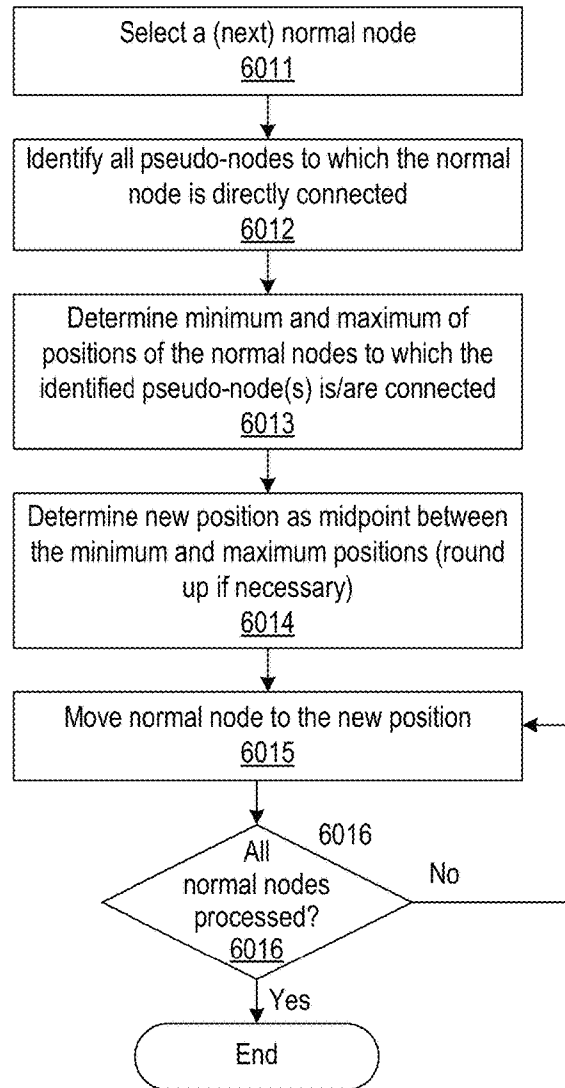 Select a (next) normal node
6011
Identify all pseudo-nodes to which the normal
node is directly connected
6012
Determine minimum and maximum of
positions of the normal nodes to which the
identified pseudo-node(s) is/are connected
6013
Determine new position as midpoint between
the minimum and maximum positions (round
up if necessary)
6014
Move normal node to the new position
6015
6016
All
normal nodes
processed?
6016
No
Yes
End